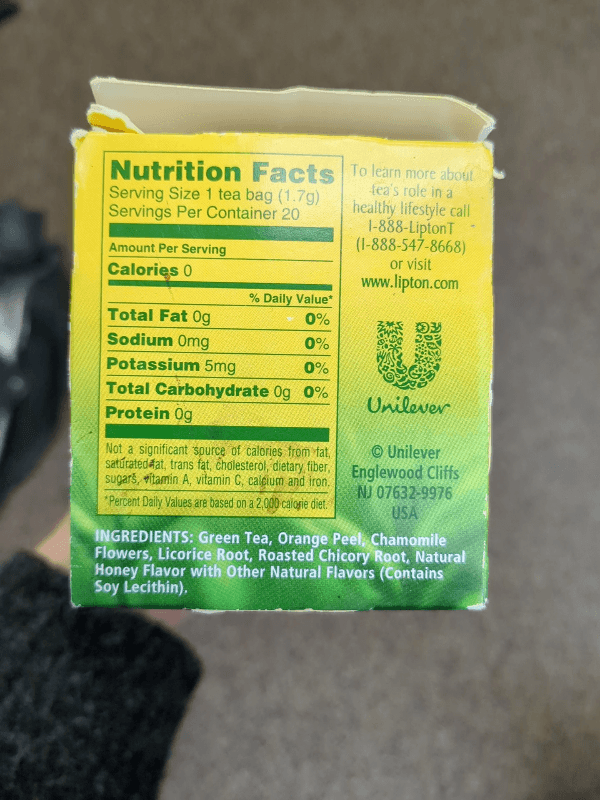 Nutrition Facts
Serving Size 1 tea bag (1.7g)
Servings Per Container 20
Amount Per Serving
Calories 0
% Daily Value*
Total Fat 0g 0%
Sodium 0mg 0%
Potassium 5mg 0%
Total Carbohydrate 0g 0%
Protein 0g
Not a significant source of calories from fat,
saturated fat, trans fat, cholesterol, dietary fiber,
sugars, vitamin A, vitamin C, calcium and iron.
*Percent Daily Values are based on a 2,000 calorie diet.
To learn more about
tea's role in a
healthy lifestyle call
1-888-LiptonT
(1-888-547-8668)
or visit
www.lipton.com
Unilever
© Unilever
Englewood Cliffs
NJ 07632-9976
USA
INGREDIENTS: Green Tea, Orange Peel, Chamomile
Flowers, Licorice Root, Roasted Chicory Root, Natural
Honey Flavor with Other Natural Flavors (Contains
Soy Lecithin).